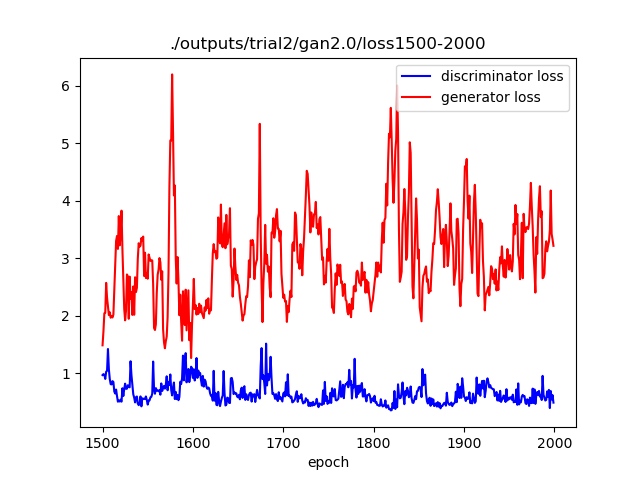 ./outputs/trial2/gan2.0/loss1500-2000
discriminator loss
generator loss
6
5
4
3
2
1
1500 1600 1700 1800 1900 2000
epoch